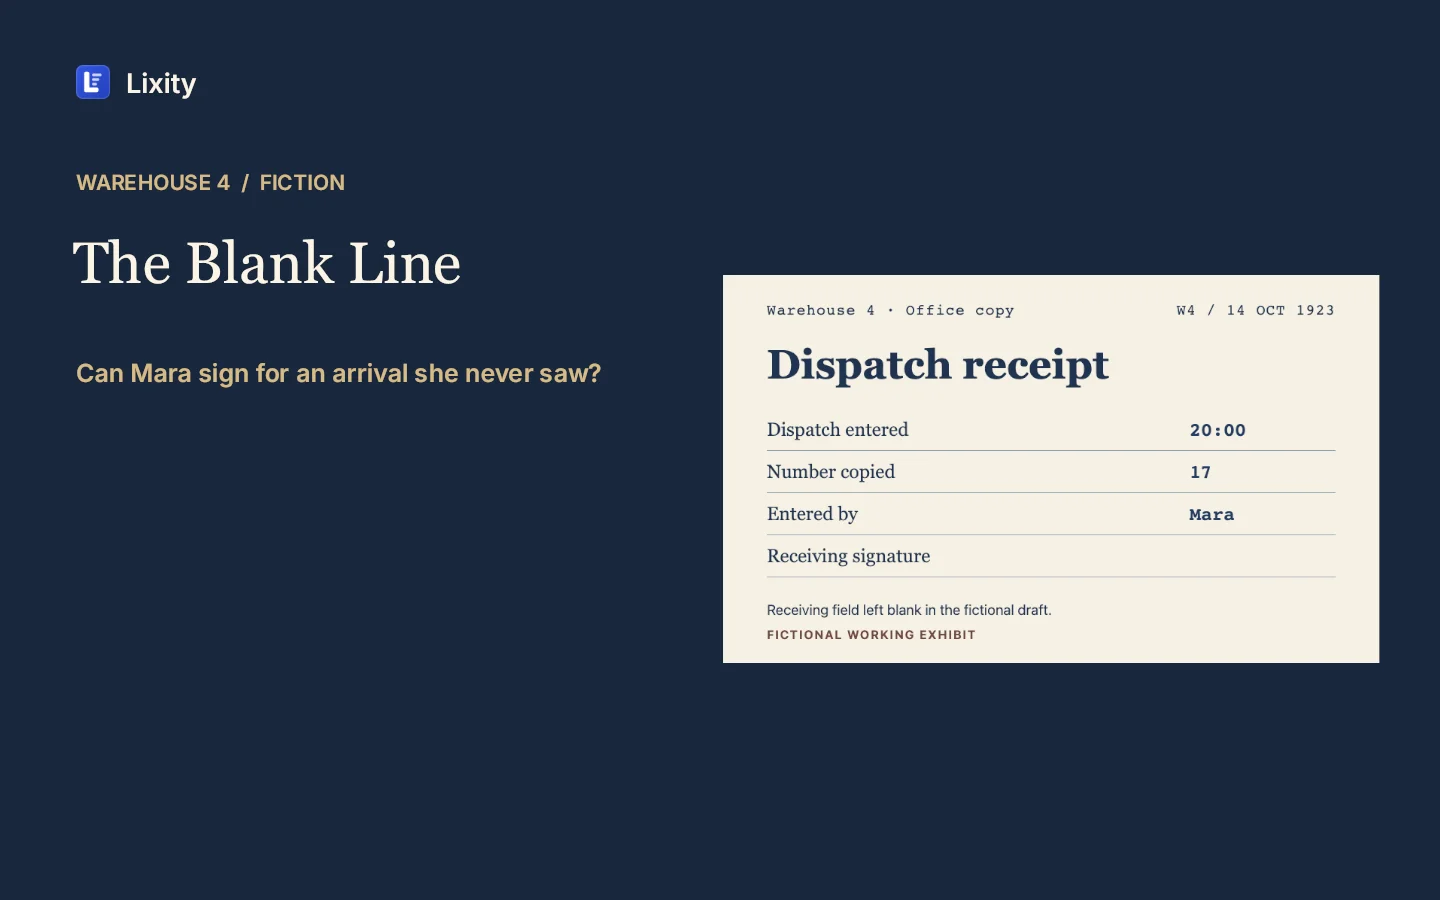 Lixity
WAREHOUSE 4 / FICTION
The Blank Line
Can Mara sign for an arrival she never saw?
Warehouse 4 · Office copy
W4 / 14 OCT 1923
Dispatch receipt
Dispatch entered 20:00
Number copied 17
Entered by Mara
Receiving signature
Receiving field left blank in the fictional draft.
FICTIONAL WORKING EXHIBIT